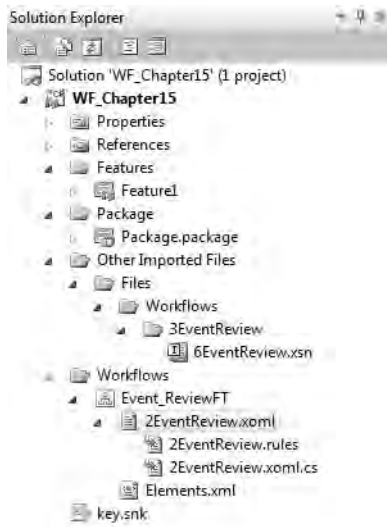 Solution Explorer
Solution 'WF_Chapter15' (1 project)
WF_Chapter15
Properties
References
Features
Feature1
Package
Package.package
Other Imported Files
Files
Workflows
3EventReview
6EventReview.xsn
Workflows
Event_ReviewFT
2EventReview.xoml
2EventReview.rules
2EventReview.xoml.cs
Elements.xml
key.snk